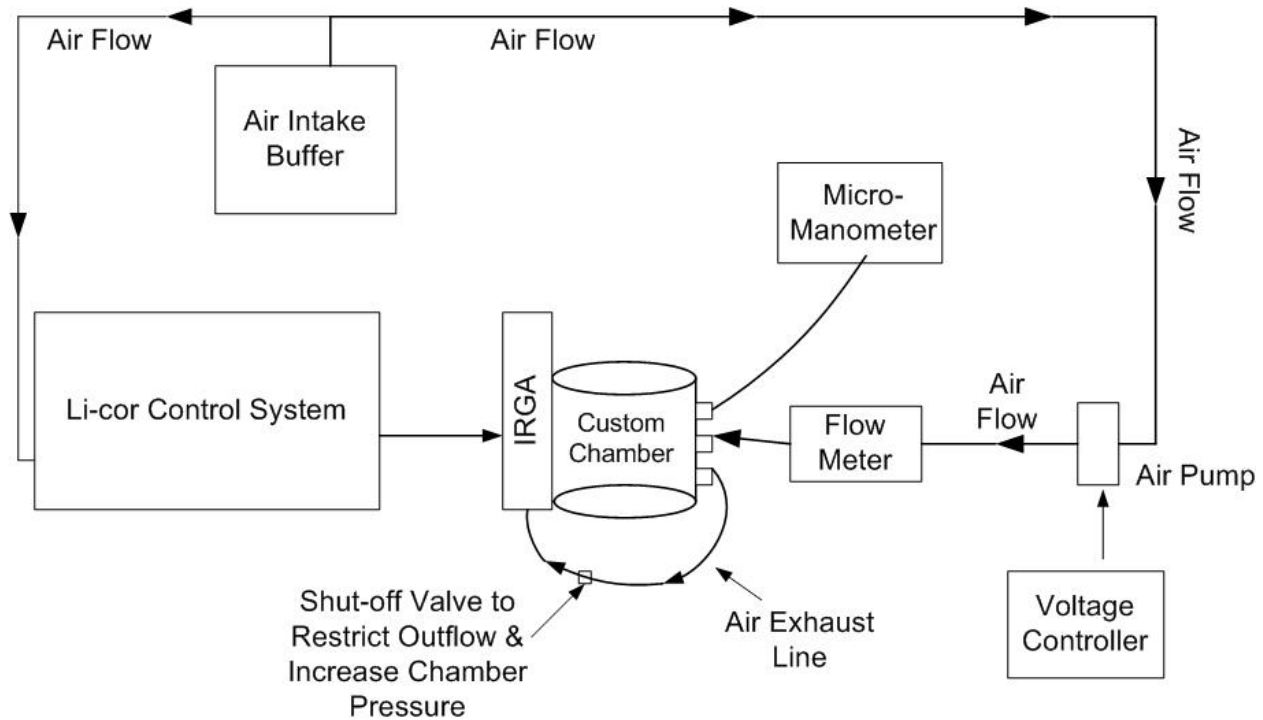 Air Flow
Air Flow
Air Intake
Buffer
Air Flow
Micro-
Manometer
Li-cor Control System
IRGA
Custom
Chamber
Flow
Meter
Air
Flow
Air Pump
Shut-off Valve to
Restrict Outflow &
Increase Chamber
Pressure
Air Exhaust
Line
Voltage
Controller